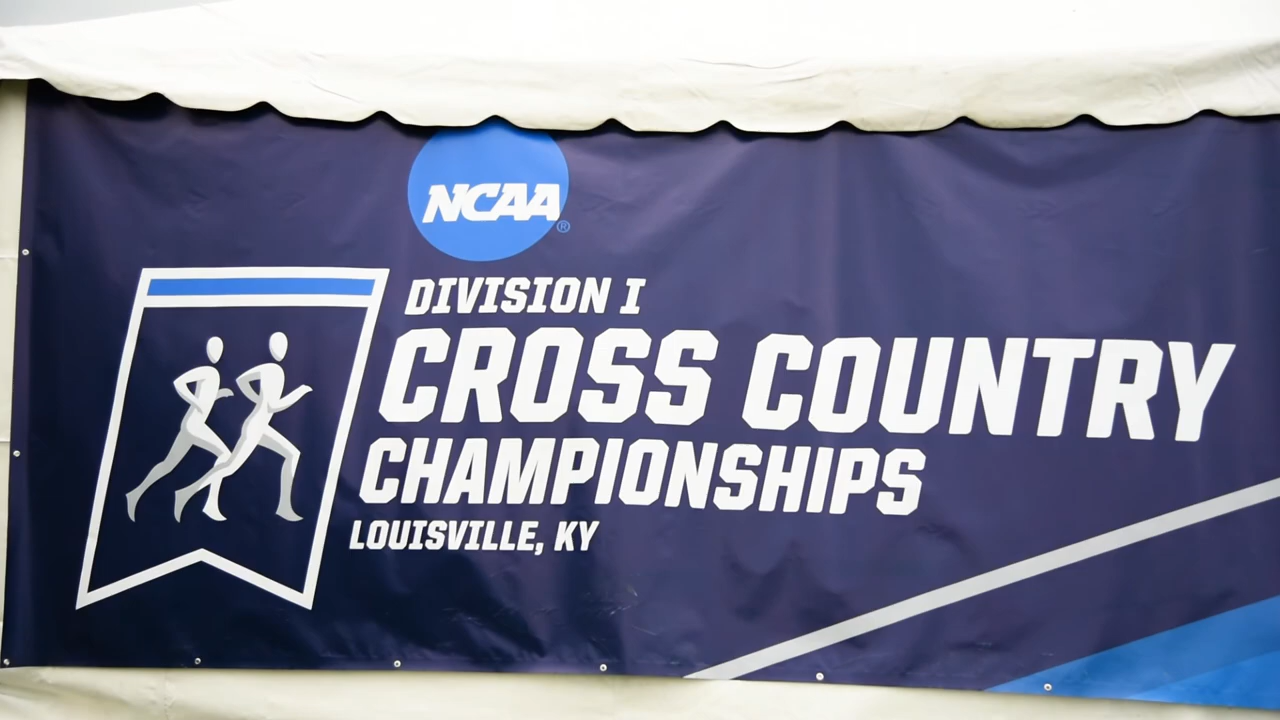 NCAA®
DIVISION I
CROSS COUNTRY
CHAMPIONSHIPS
LOUISVILLE, KY